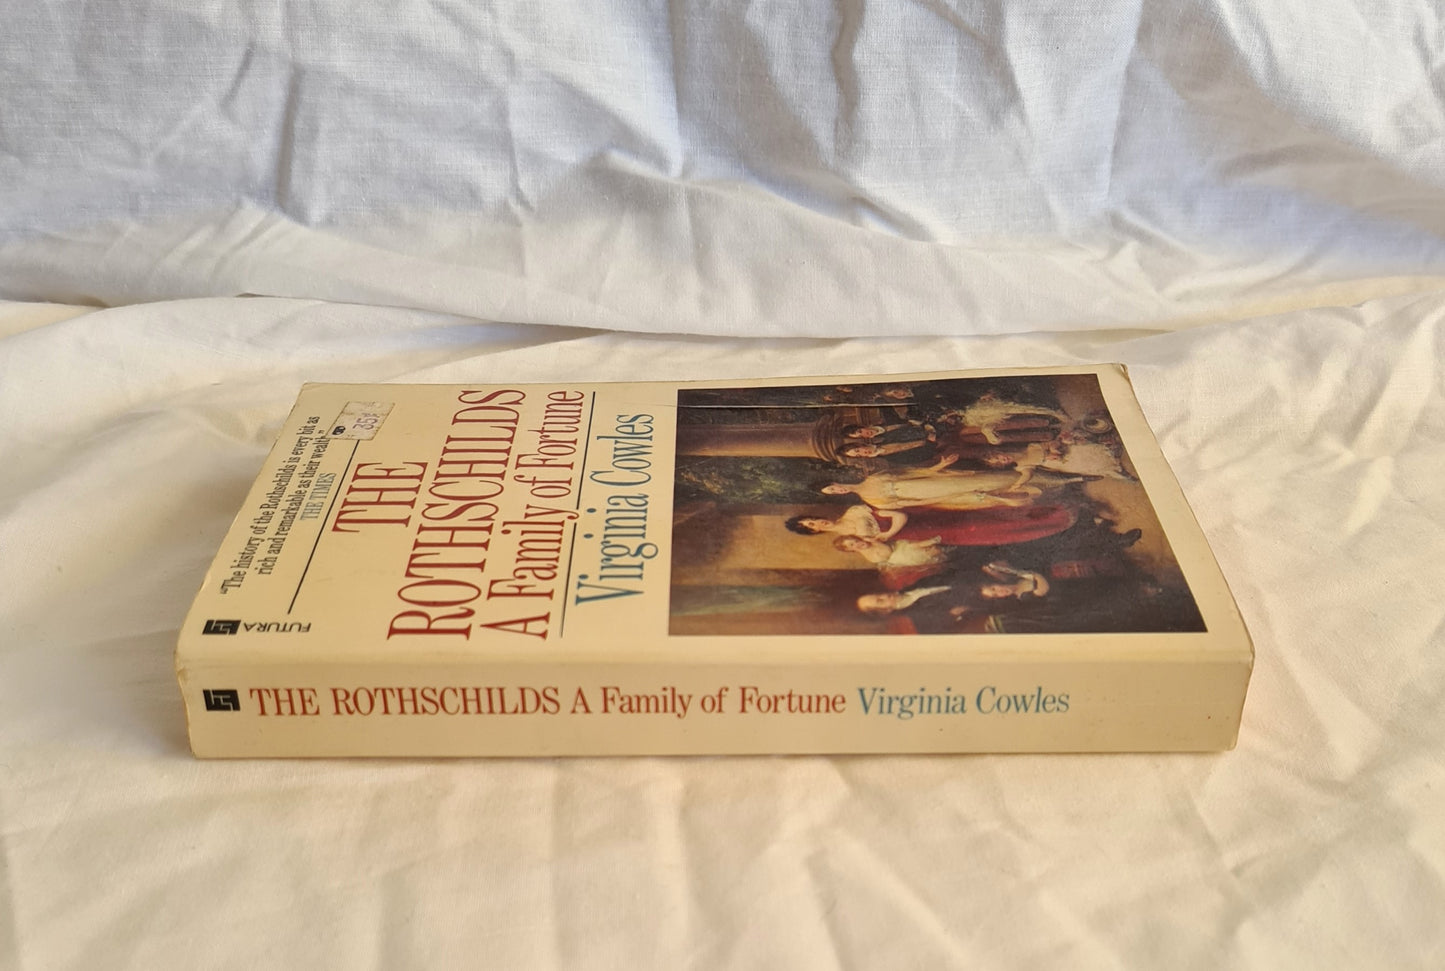 "The history of the Rothschilds is every bit as
rich and remarkable as their wealth"
THE TIMES
THE
ROTHSCHILDS
A Family of Fortune
Virginia Cowles
FUTURA
THE ROTHSCHILDS A Family of Fortune Virginia Cowles